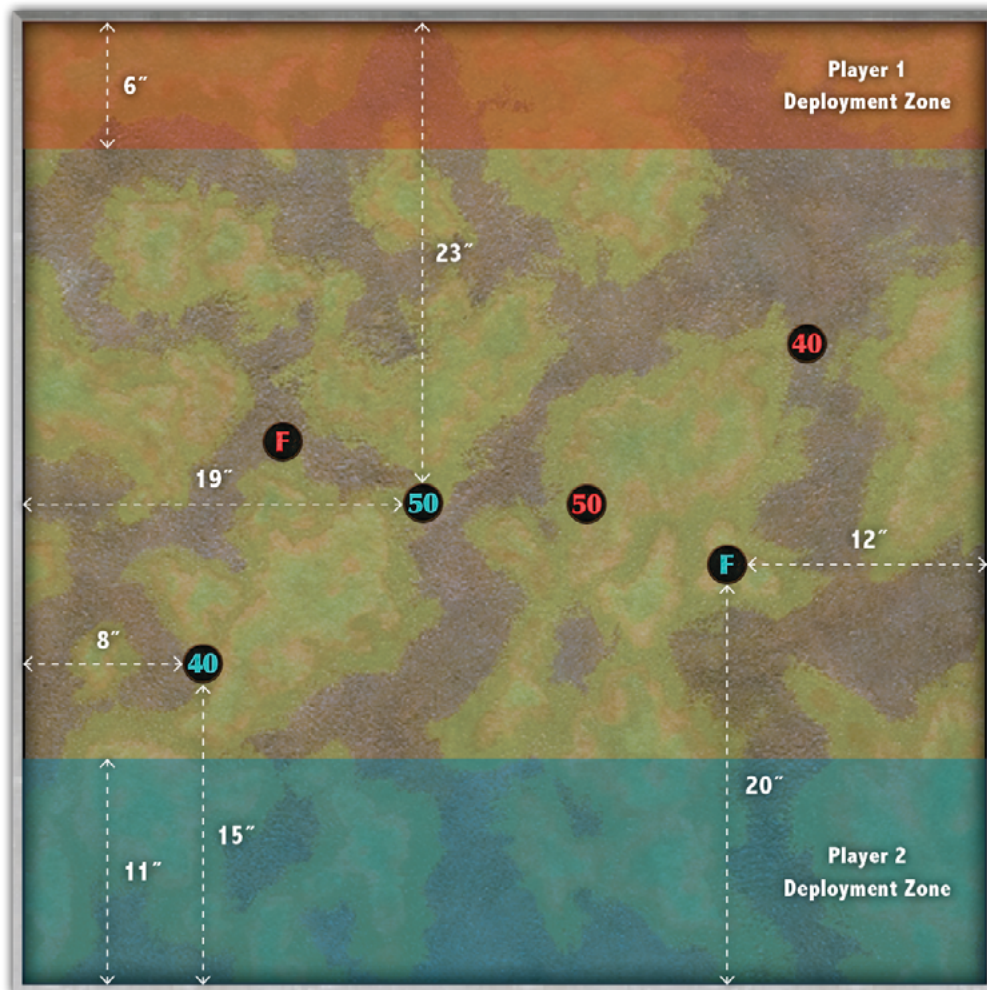 6″
Player 1
Deployment Zone
23″
40
F
19″
50
50
12″
F
8″
40
20″
15″
11″
Player 2
Deployment Zone